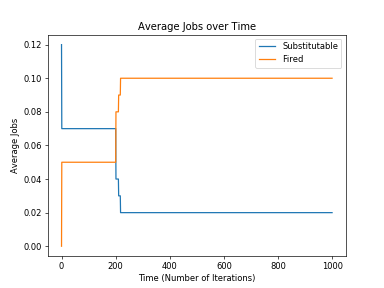 Average Jobs over Time
Substitutable
Fired
Average Jobs
0.12
0.10
0.08
0.06
0.04
0.02
0.00
0
200
400
600
800
1000
Time (Number of Iterations)